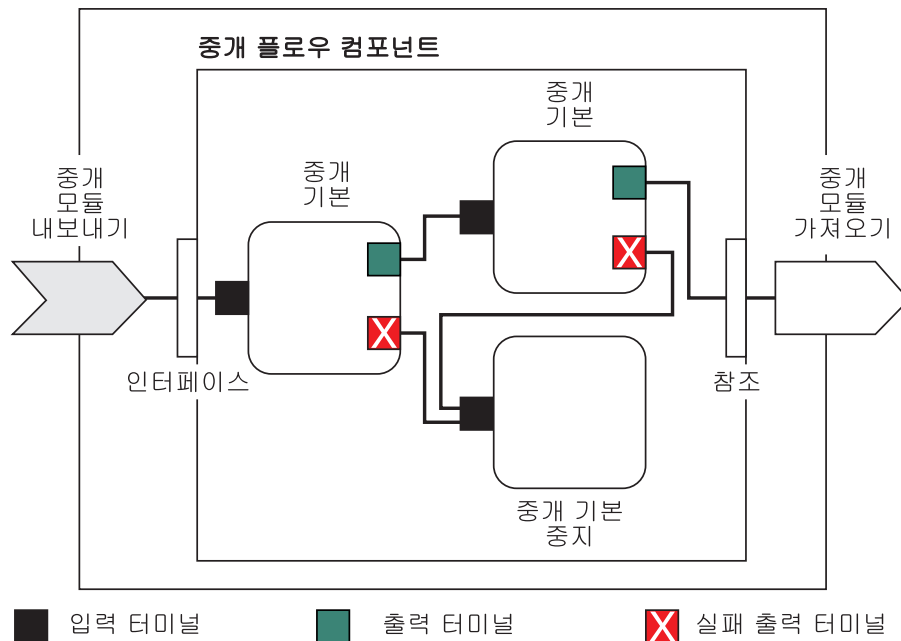 중개 플로우 컴포넌트
중개
기본
중개
기본
중개
모듈
내보내기
중개
모듈
가져오기
인터페이스
참조
중개 기본
중지
입력 터미널
출력 터미널
실패 출력 터미널